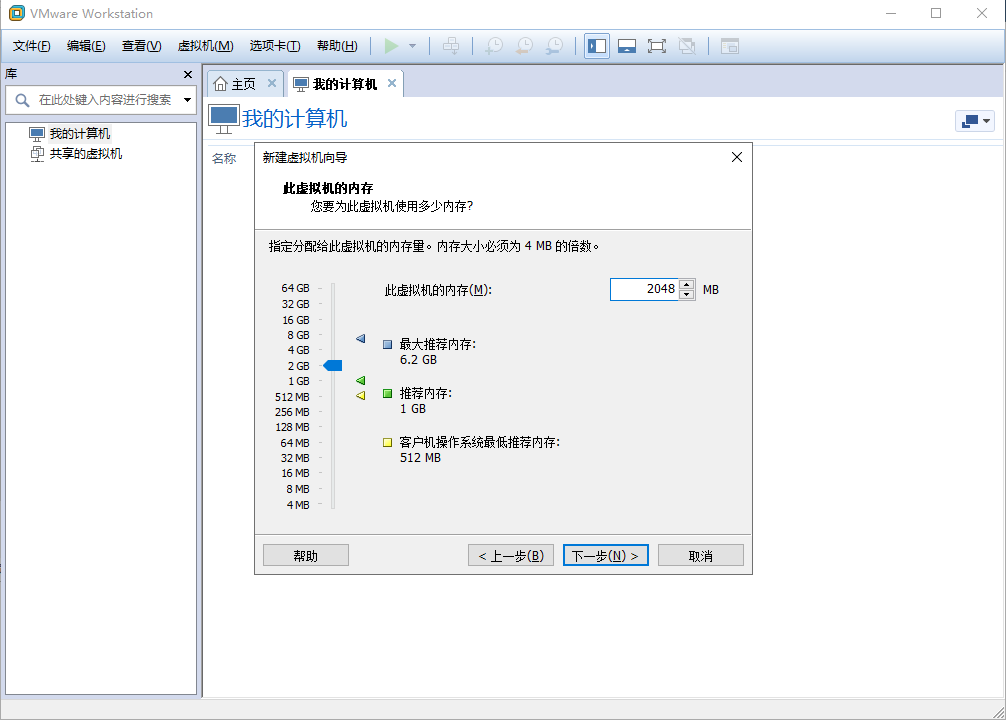 VMware Workstation
文件(F) 编辑(E) 查看(V) 虚拟机(M) 选项卡(T) 帮助(H)
库
在此处键入内容进行搜索
我的计算机
共享的虚拟机
主页 我的计算机
我的计算机
名称
新建虚拟机向导
此虚拟机的内存
您要为此虚拟机使用多少内存?
指定分配给此虚拟机的内存量。内存大小必须为 4 MB 的倍数。
64 GB
32 GB
16 GB
8 GB
4 GB
2 GB
1 GB
512 MB
256 MB
128 MB
64 MB
32 MB
16 MB
8 MB
4 MB
此虚拟机的内存(M): 2048 MB
最大推荐内存:
6.2 GB
推荐内存:
1 GB
客户机操作系统最低推荐内存:
512 MB
帮助 < 上一步(B) 下一步(N) > 取消